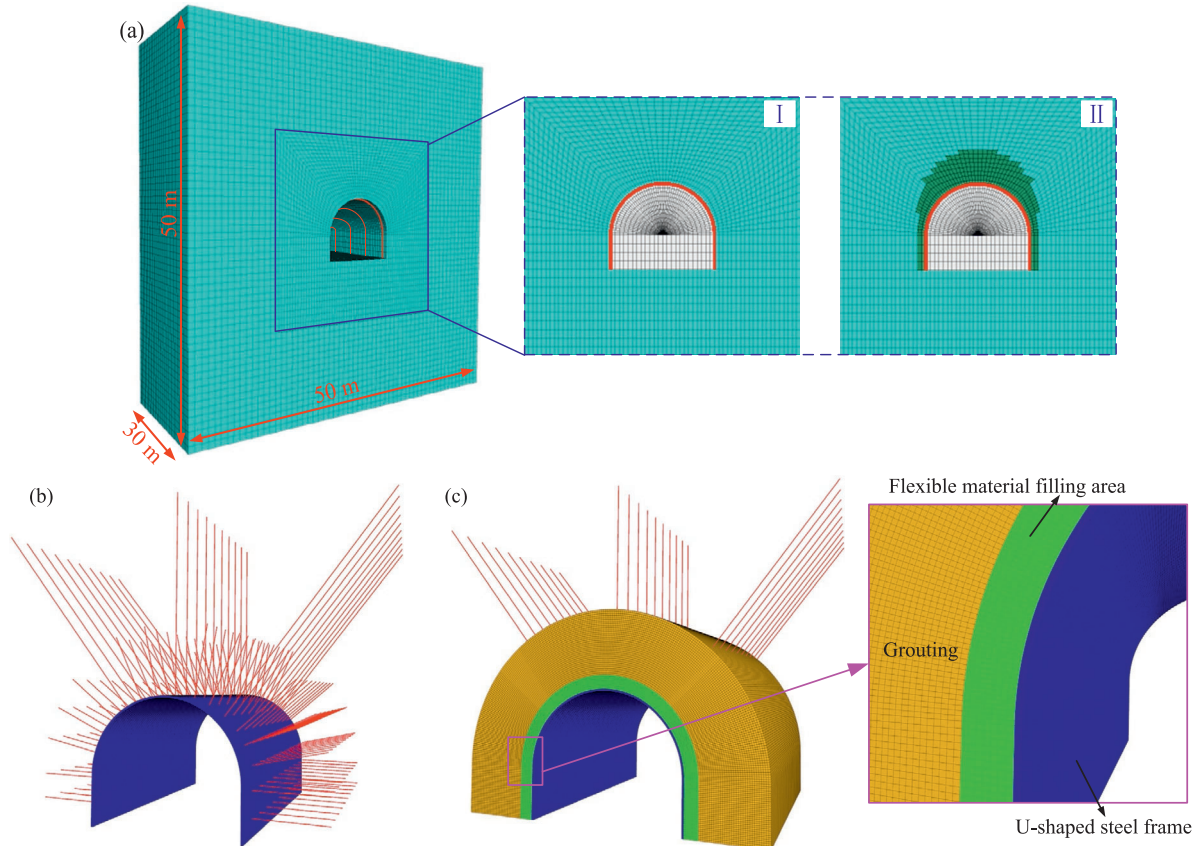 (a)
50 m
50 m
30 m
Ⅰ
Ⅱ
(b)
(c)
Flexible material filling area
Grouting
U-shaped steel frame